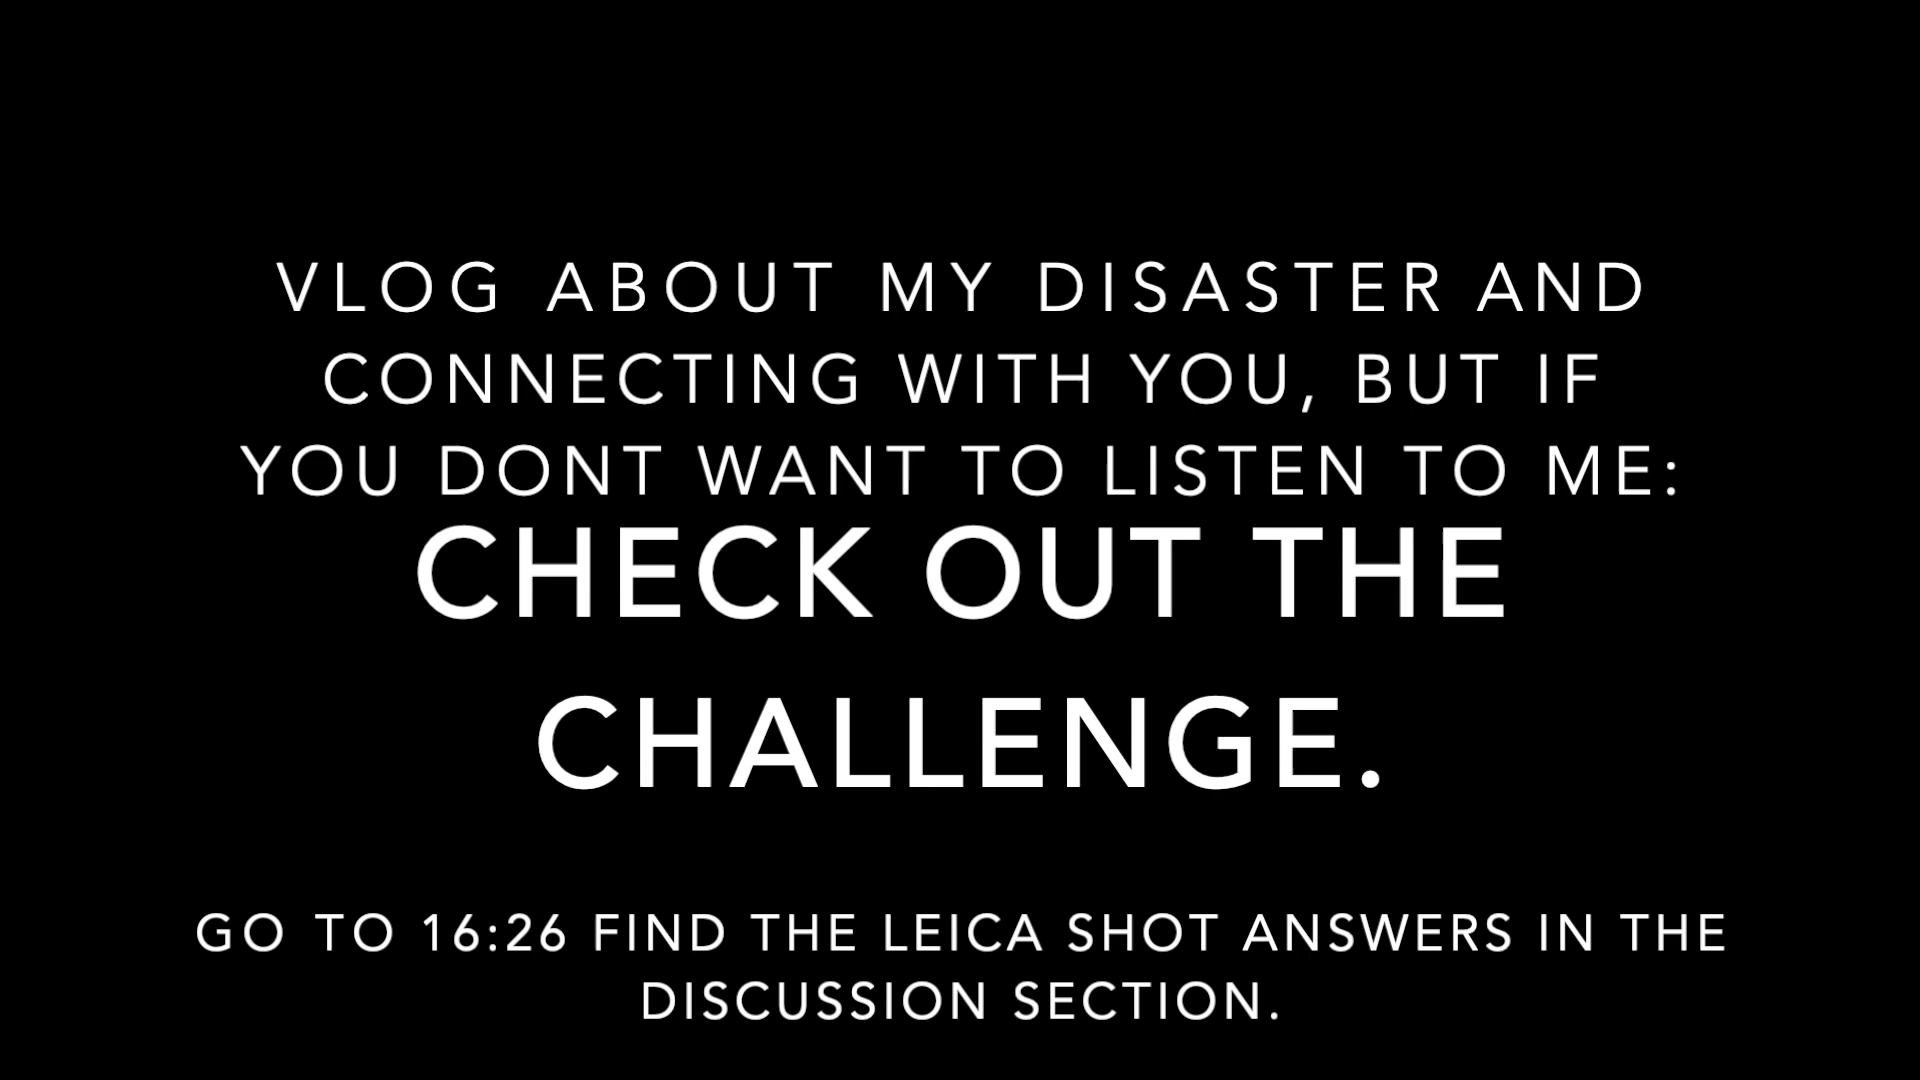 VLOG ABOUT MY DISASTER AND
CONNECTING WITH YOU, BUT IF
YOU DONT WANT TO LISTEN TO ME:
CHECK OUT THE
CHALLENGE.
GO TO 16:26 FIND THE LEICA SHOT ANSWERS IN THE
DISCUSSION SECTION.